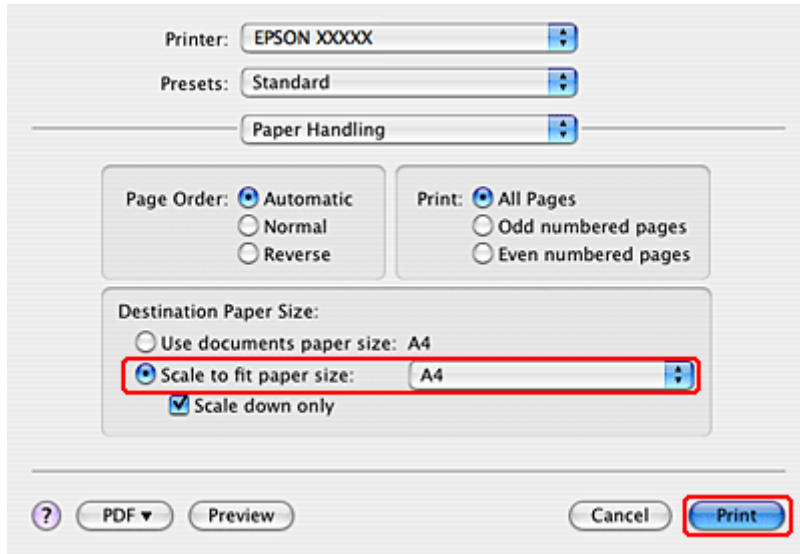 Printer: EPSON XXXXX
Presets: Standard
Paper Handling
Page Order: Automatic
Normal
Reverse
Print: All Pages
Odd numbered pages
Even numbered pages
Destination Paper Size:
Use documents paper size: A4
Scale to fit paper size: A4
Scale down only
? PDF Preview Cancel Print